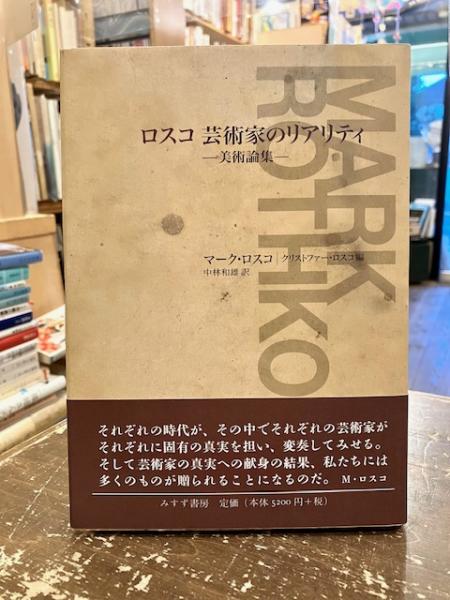 MARK
ROTHKO
ロスコ 芸術家のリアリティ
―美術論集―
マーク・ロスコ｜クリストファー・ロスコ編
中林和雄 訳
それぞれの時代が、その中でそれぞれの芸術家が
それぞれに固有の真実を担い、変奏してみせる。
そして芸術家の真実への献身の結果、私たちには
多くのものが贈られることになるのだ。 M・ロスコ
みすず書房 定価（本体5200円＋税）